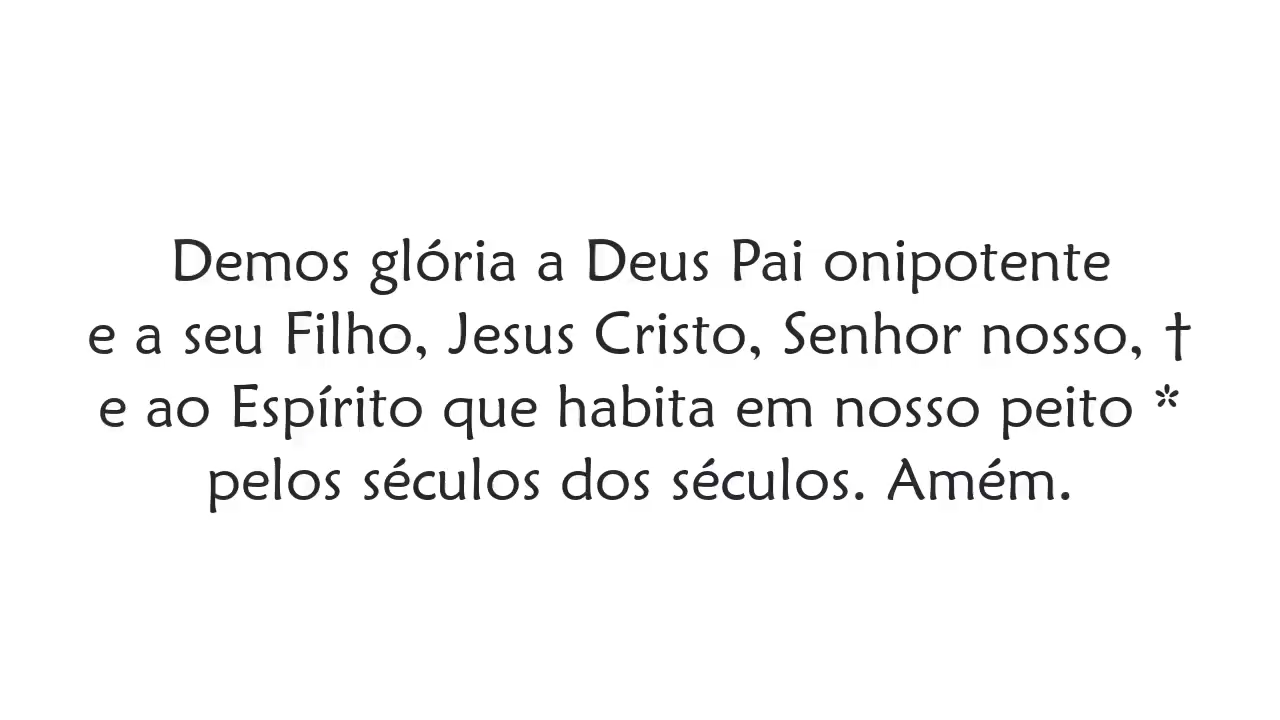 Demos glória a Deus Pai onipotente
e a seu Filho, Jesus Cristo, Senhor nosso, †
e ao Espírito que habita em nosso peito *
pelos séculos dos séculos. Amém.